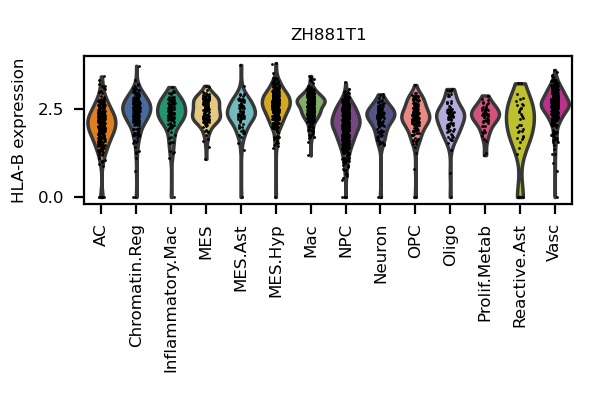 ZH881T1
HLA-B expression
2.5
0.0
AC
Chromatin.Reg
Inflammatory.Mac
MES
MES.Ast
MES.Hyp
Mac
NPC
Neuron
OPC
Oligo
Prolif.Metab
Reactive.Ast
Vasc